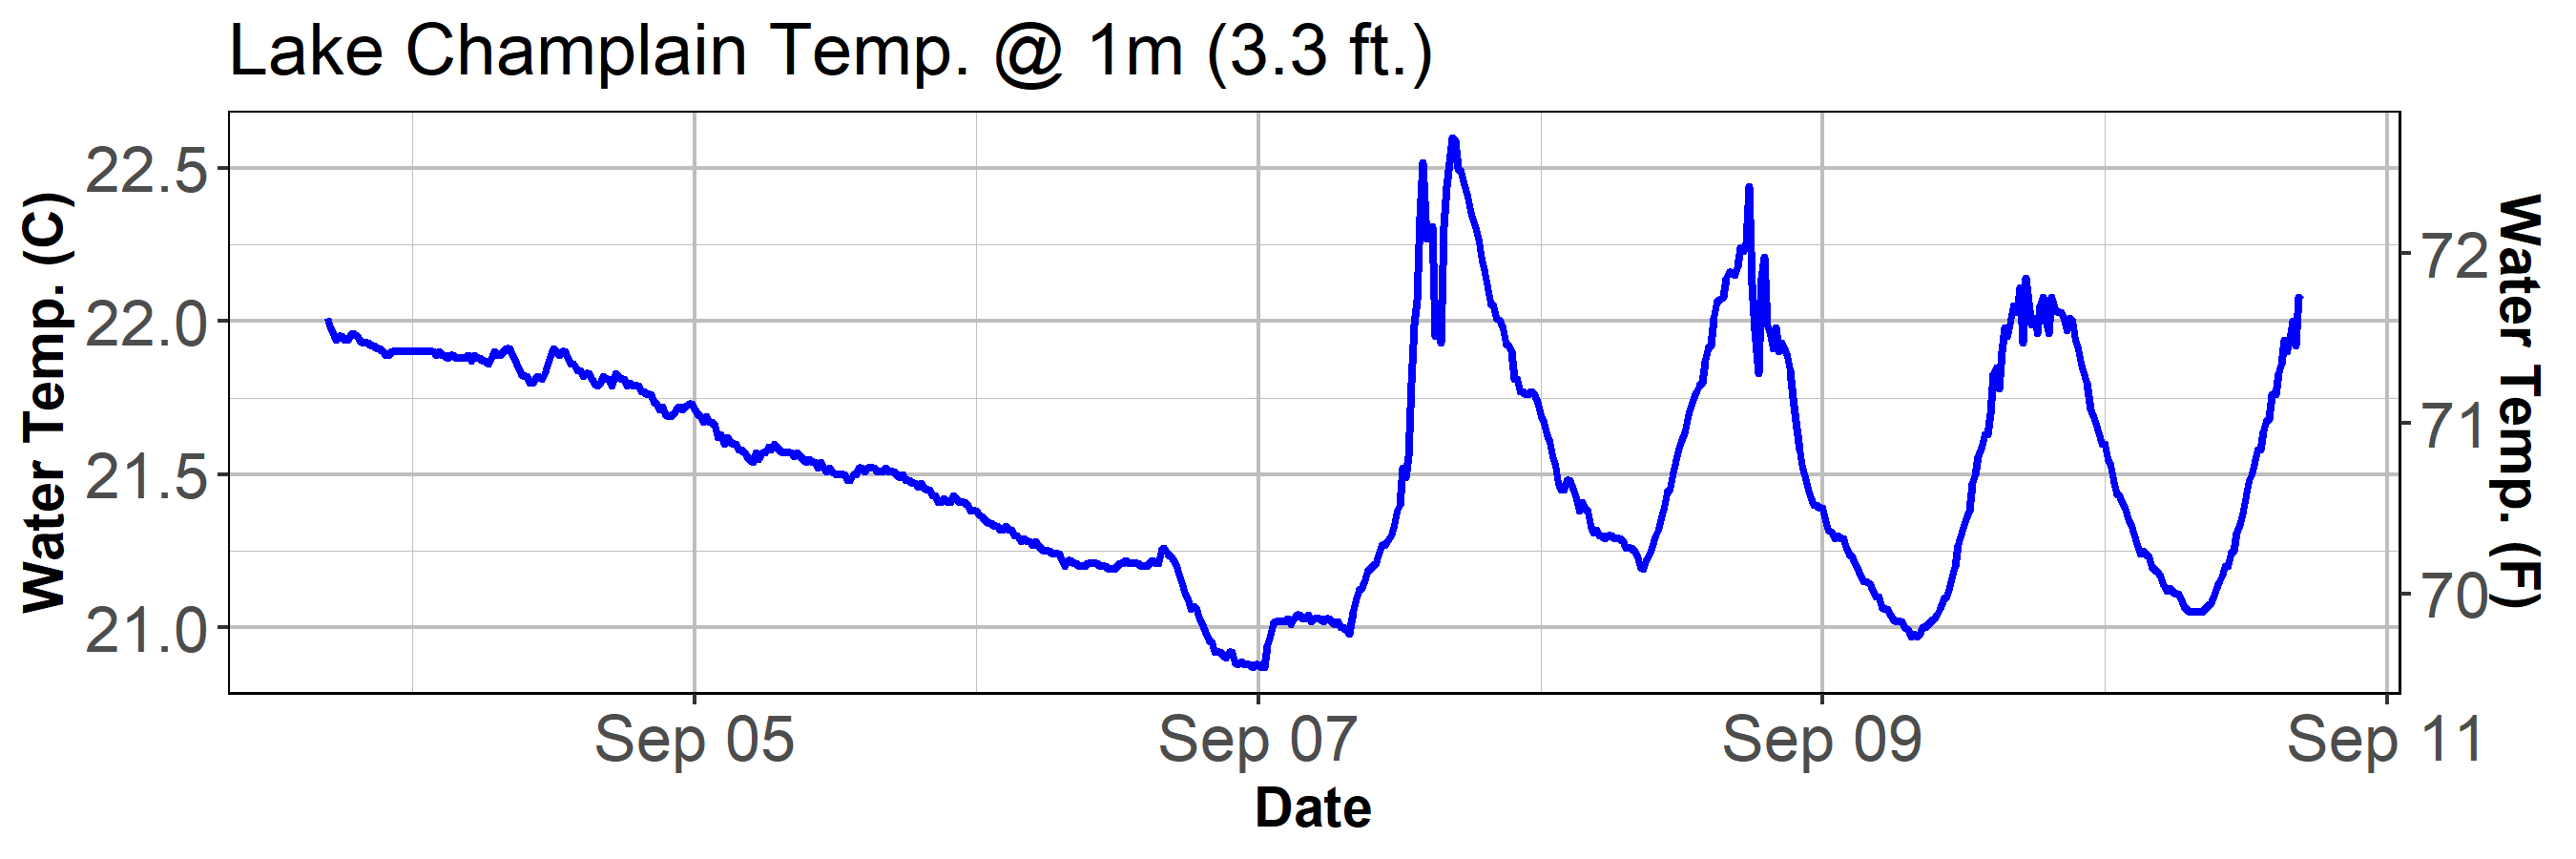 Lake Champlain Temp. @ 1m (3.3 ft.)
Water Temp. (C)
22.5
22.0
21.5
21.0
72
71
70
Water Temp. (F)
Sep 05 Sep 07 Sep 09 Sep 11
Date